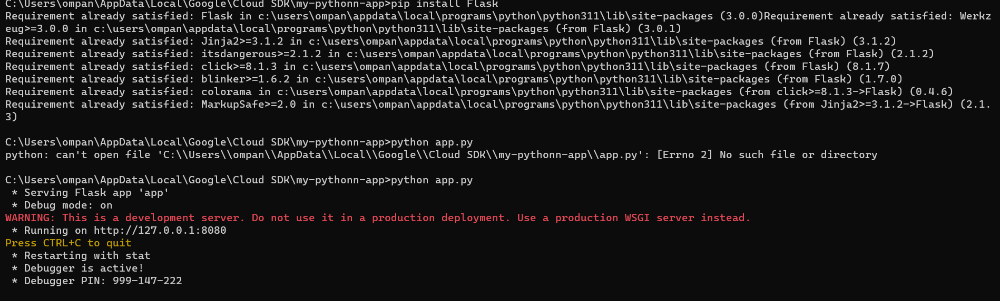 C:\Users\ompan\AppData\Local\Google\Cloud SDK\my-pythonn-app>pip install Flask
Requirement already satisfied: Flask in c:\users\ompan\appdata\local\programs\python\python311\lib\site-packages (3.0.0)Requirement already satisfied: Werkz
eug>=3.0.0 in c:\users\ompan\appdata\local\programs\python\python311\lib\site-packages (from Flask) (3.0.1)
Requirement already satisfied: Jinja2>=3.1.2 in c:\users\ompan\appdata\local\programs\python\python311\lib\site-packages (from Flask) (3.1.2)
Requirement already satisfied: itsdangerous>=2.1.2 in c:\users\ompan\appdata\local\programs\python\python311\lib\site-packages (from Flask) (2.1.2)
Requirement already satisfied: click>=8.1.3 in c:\users\ompan\appdata\local\programs\python\python311\lib\site-packages (from Flask) (8.1.7)
Requirement already satisfied: blinker>=1.6.2 in c:\users\ompan\appdata\local\programs\python\python311\lib\site-packages (from Flask) (1.7.0)
Requirement already satisfied: colorama in c:\users\ompan\appdata\local\programs\python\python311\lib\site-packages (from click>=8.1.3->Flask) (0.4.6)
Requirement already satisfied: MarkupSafe>=2.0 in c:\users\ompan\appdata\local\programs\python\python311\lib\site-packages (from Jinja2>=3.1.2->Flask) (2.1.
3)
C:\Users\ompan\AppData\Local\Google\Cloud SDK\my-pythonn-app>python app.py
python: can't open file 'C:\\Users\\ompan\\AppData\\Local\\Google\\Cloud SDK\\my-pythonn-app\\app.py': [Errno 2] No such file or directory
C:\Users\ompan\AppData\Local\Google\Cloud SDK\my-pythonn-app>python app.py
 * Serving Flask app 'app'
 * Debug mode: on
WARNING: This is a development server. Do not use it in a production deployment. Use a production WSGI server instead.
 * Running on http://127.0.0.1:8080
Press CTRL+C to quit
 * Restarting with stat
 * Debugger is active!
 * Debugger PIN: 999-147-222